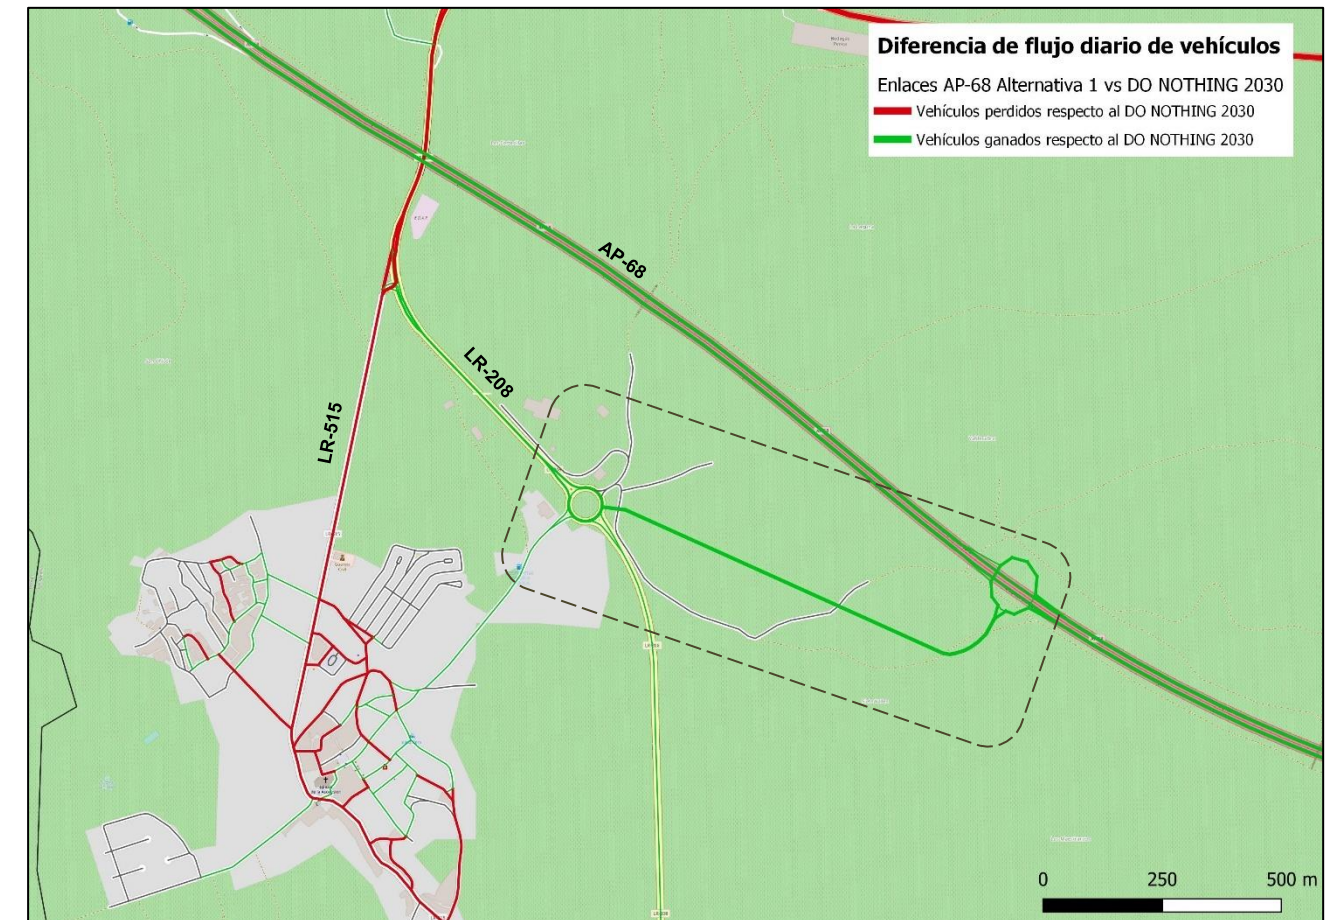 Diferencia de flujo diario de vehículos
Enlaces AP-68 Alternativa 1 vs DO NOTHING 2030
Vehículos perdidos respecto al DO NOTHING 2030
Vehículos ganados respecto al DO NOTHING 2030
AP-68
LR-208
LR-515
0 250 500 m